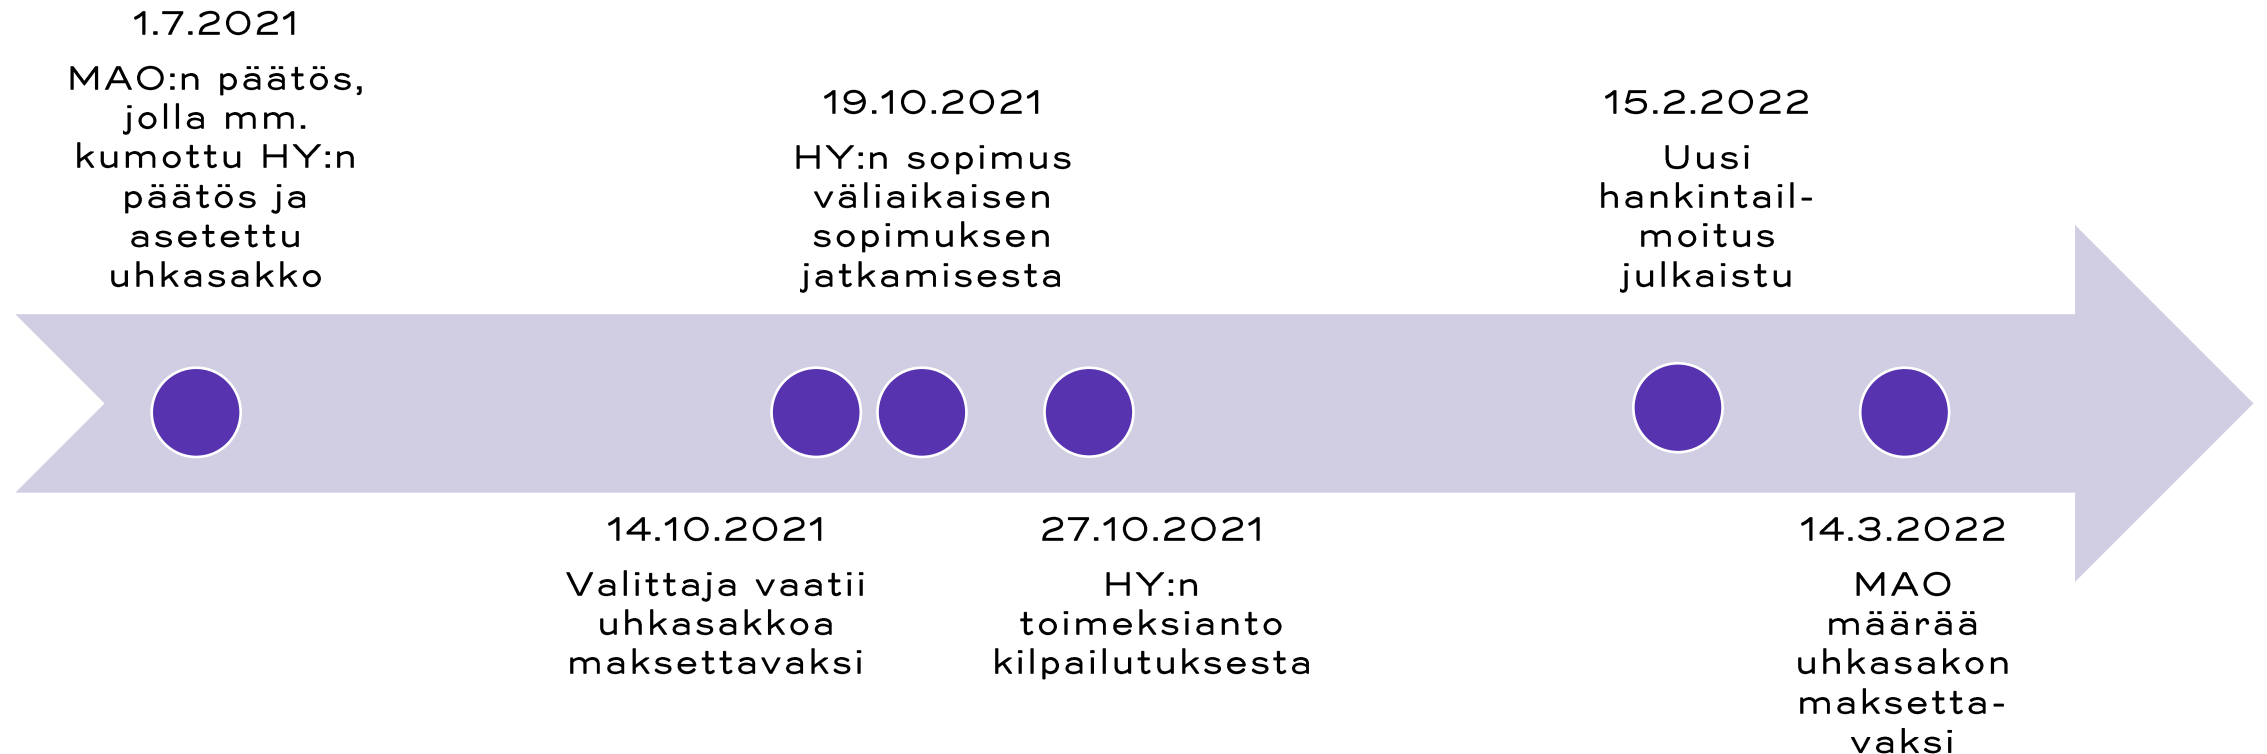 1.7.2021
MAO:n päätös,
jolla mm.
kumottu HY:n
päätös ja
asetettu
uhkasakko
14.10.2021
Valittaja vaatii
uhkasakkoa
maksettavaksi
19.10.2021
HY:n sopimus
väliaikaisen
sopimuksen
jatkamisesta
27.10.2021
HY:n
toimeksianto
kilpailutuksesta
15.2.2022
Uusi
hankintail-
moitus
julkaistu
14.3.2022
MAO
määrää
uhkasakon
maksetta-
vaksi